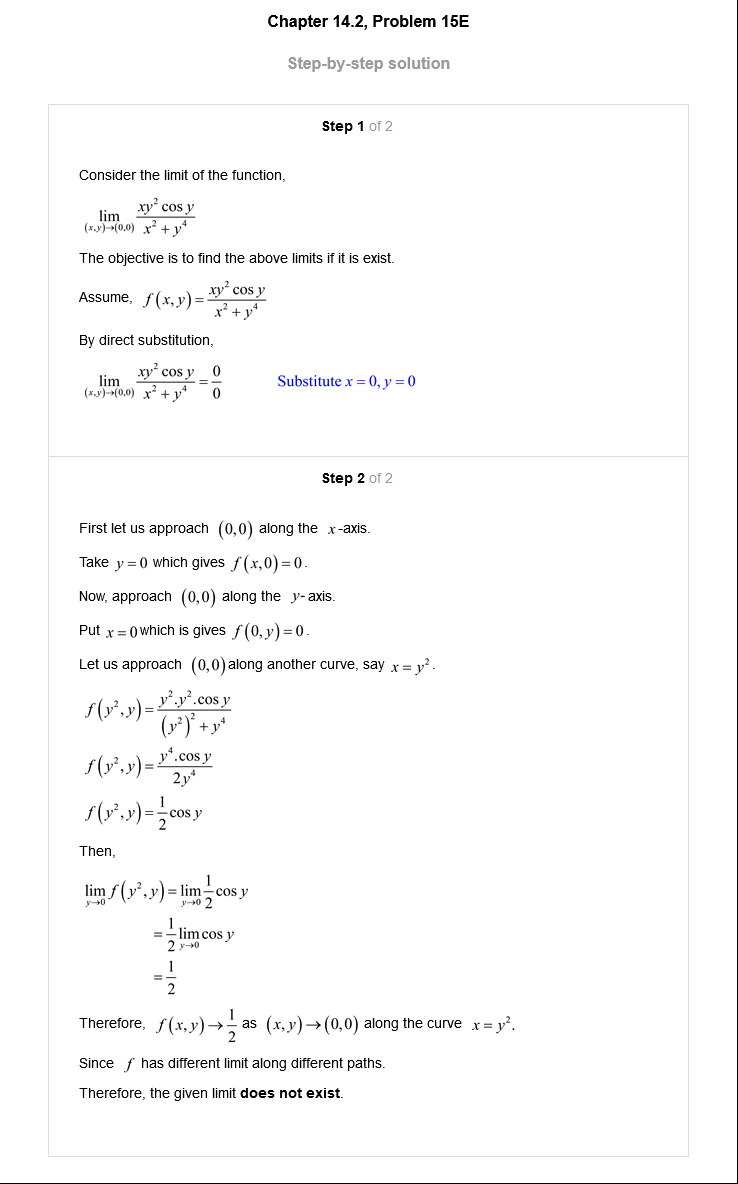 Chapter 14.2, Problem 15E
Step-by-step solution
Step 1 of 2
Consider the limit of the function,
lim_{(x,y)→(0,0)} \frac{xy^2 cos y}{x^2 + y^4}
The objective is to find the above limits if it is exist.
Assume, f(x, y) = \frac{xy^2 cos y}{x^2 + y^4}
By direct substitution,
lim_{(x,y)→(0,0)} \frac{xy^2 cos y}{x^2 + y^4} = \frac{0}{0} Substitute x = 0, y = 0
Step 2 of 2
First let us approach (0,0) along the x-axis.
Take y = 0 which gives f(x,0) = 0.
Now, approach (0,0) along the y- axis.
Put x = 0 which is gives f(0, y) = 0.
Let us approach (0,0) along another curve, say x = y^2.
f(y^2, y) = \frac{y^2.y^2.cos y}{(y^2)^2 + y^4}
f(y^2, y) = \frac{y^4.cos y}{2y^4}
f(y^2, y) = \frac{1}{2} cos y
Then,
lim_{y→0} f(y^2, y) = lim_{y→0} \frac{1}{2} cos y
= \frac{1}{2} lim_{y→0} cos y
= \frac{1}{2}
Therefore, f(x, y) → \frac{1}{2} as (x, y) → (0,0) along the curve x = y^2.
Since f has different limit along different paths.
Therefore, the given limit does not exist.